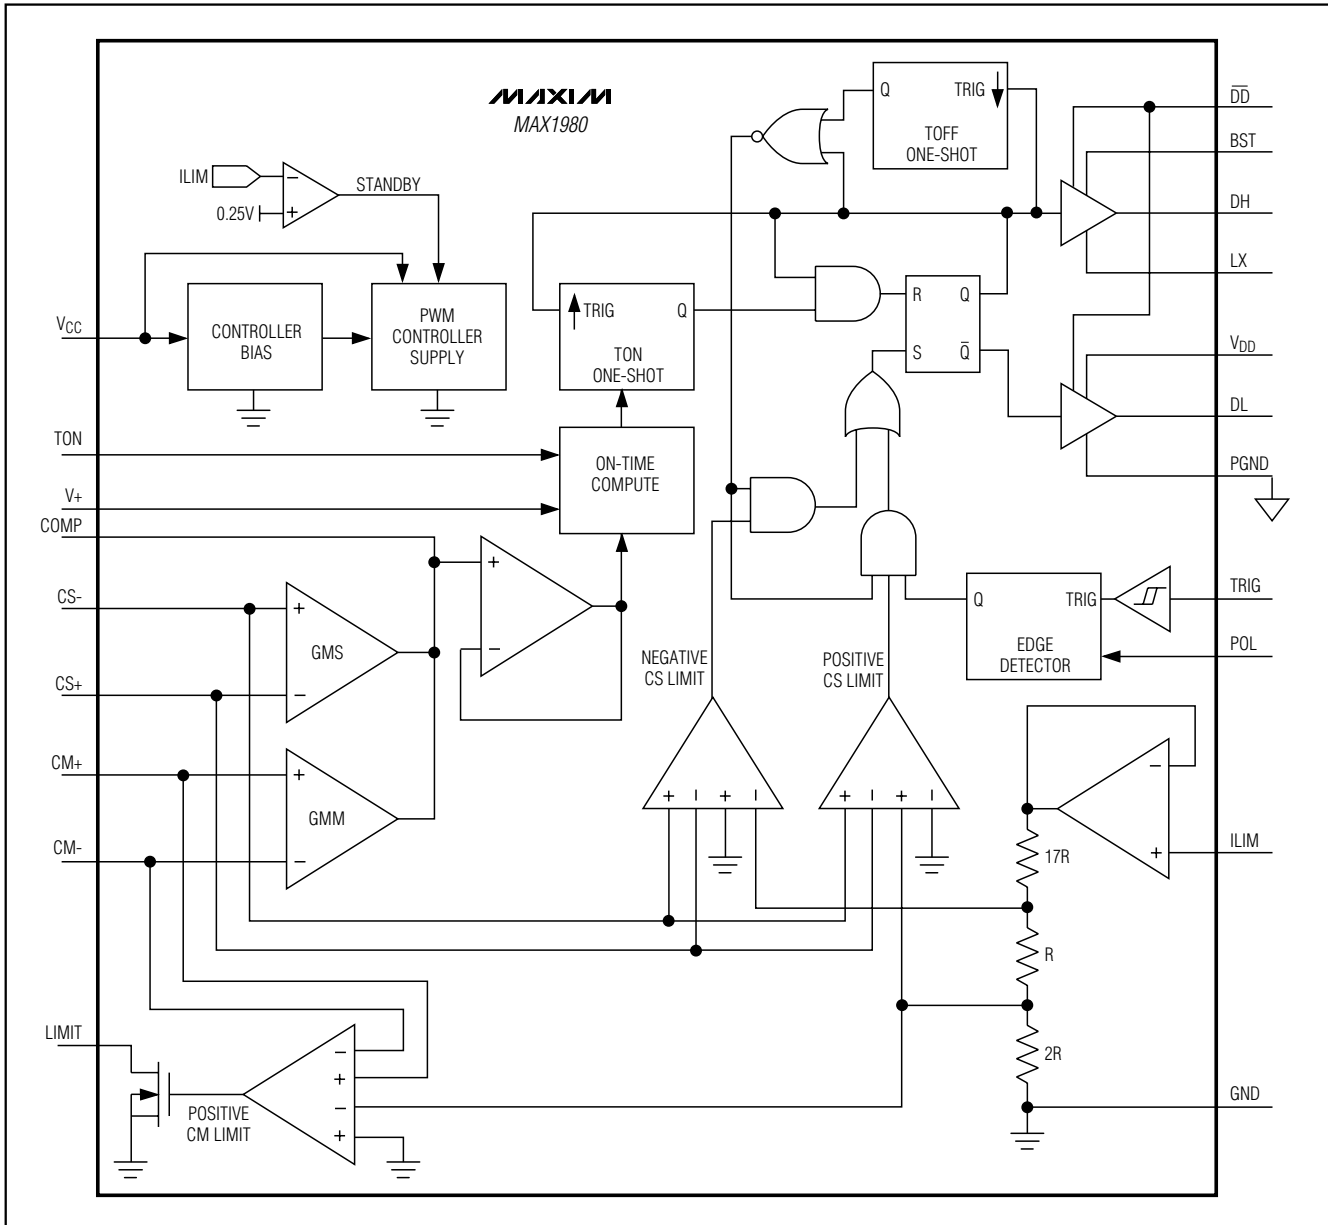 MAXIM
MAX1980
ILIM
−
0.25V
+
STANDBY
Q
TRIG
TOFF
ONE-SHOT
DD
BST
DH
LX
VCC
CONTROLLER
BIAS
PWM
CONTROLLER
SUPPLY
TRIG
Q
TON
ONE-SHOT
R
Q
S
Q
VDD
DL
PGND
TON
V+
ON-TIME
COMPUTE
COMP
+
−
CS-
+
GMS
CS+
−
CM+
+
GMM
CM-
−
NEGATIVE
CS LIMIT
POSITIVE
CS LIMIT
Q
TRIG
EDGE
DETECTOR
TRIG
POL
+ − + −
+ − + −
−
+
ILIM
17R
R
2R
GND
LIMIT
−
+
−
+
POSITIVE
CM LIMIT